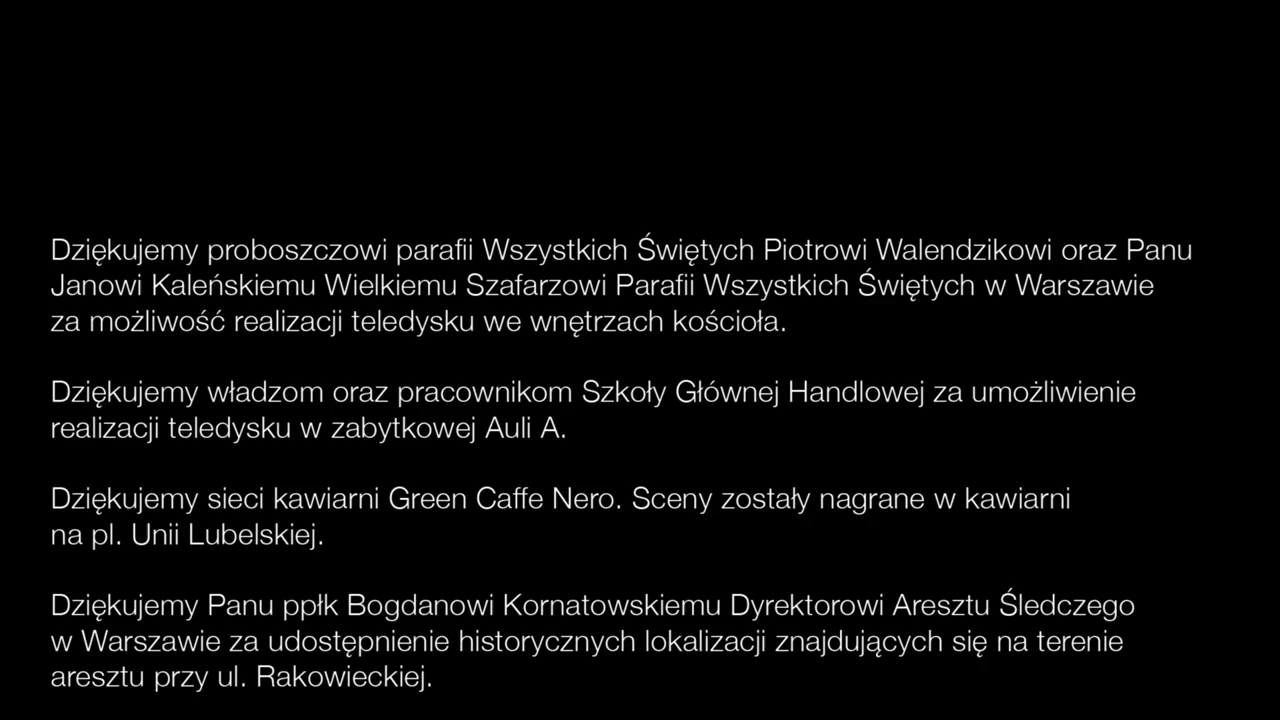 Dziękujemy proboszczowi parafii Wszystkich Świętych Piotrowi Walendzikowi oraz Panu
Janowi Kaleńskiemu Wielkiemu Szafarzowi Parafii Wszystkich Świętych w Warszawie
za możliwość realizacji teledysku we wnętrzach kościoła.
Dziękujemy władzom oraz pracownikom Szkoły Głównej Handlowej za umożliwienie
realizacji teledysku w zabytkowej Auli A.
Dziękujemy sieci kawiarni Green Caffe Nero. Sceny zostały nagrane w kawiarni
na pl. Unii Lubelskiej.
Dziękujemy Panu ppłk Bogdanowi Kornatowskiemu Dyrektorowi Aresztu Śledczego
w Warszawie za udostępnienie historycznych lokalizacji znajdujących się na terenie
aresztu przy ul. Rakowieckiej.